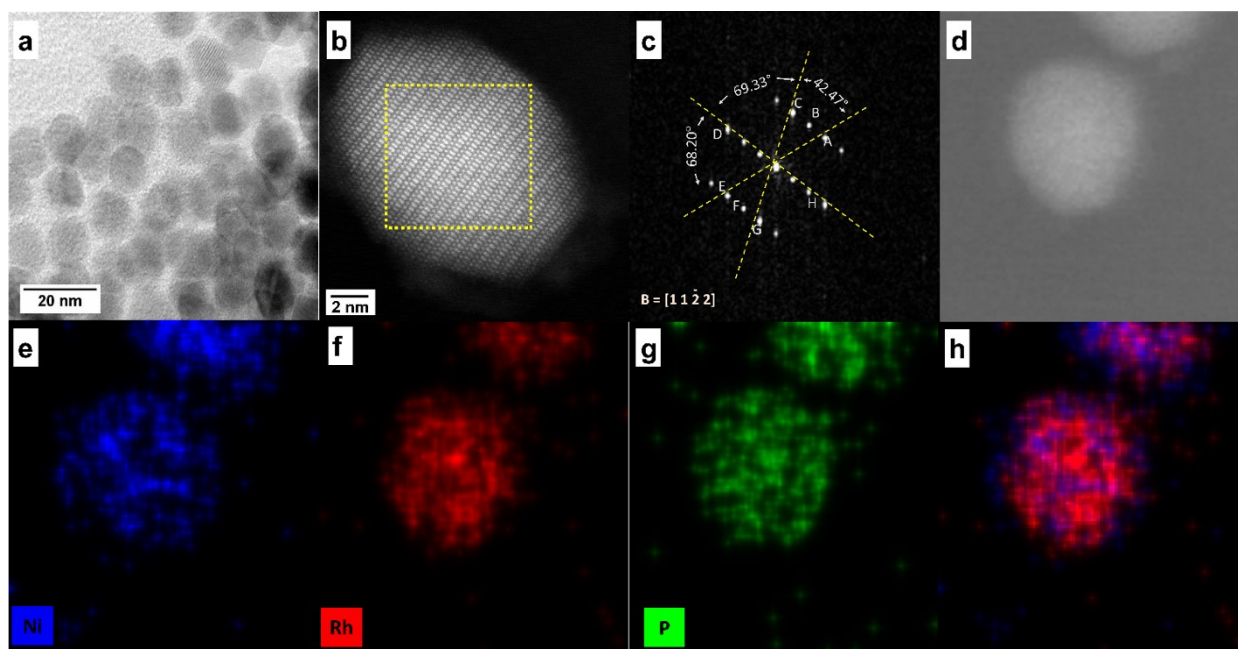 a
20 nm
b
2 nm
c
69.33°
42.47°
68.20°
C
B
A
D
E
F
G
H
B = [1 1 2̄ 2]
d
e
Ni
f
Rh
g
P
h